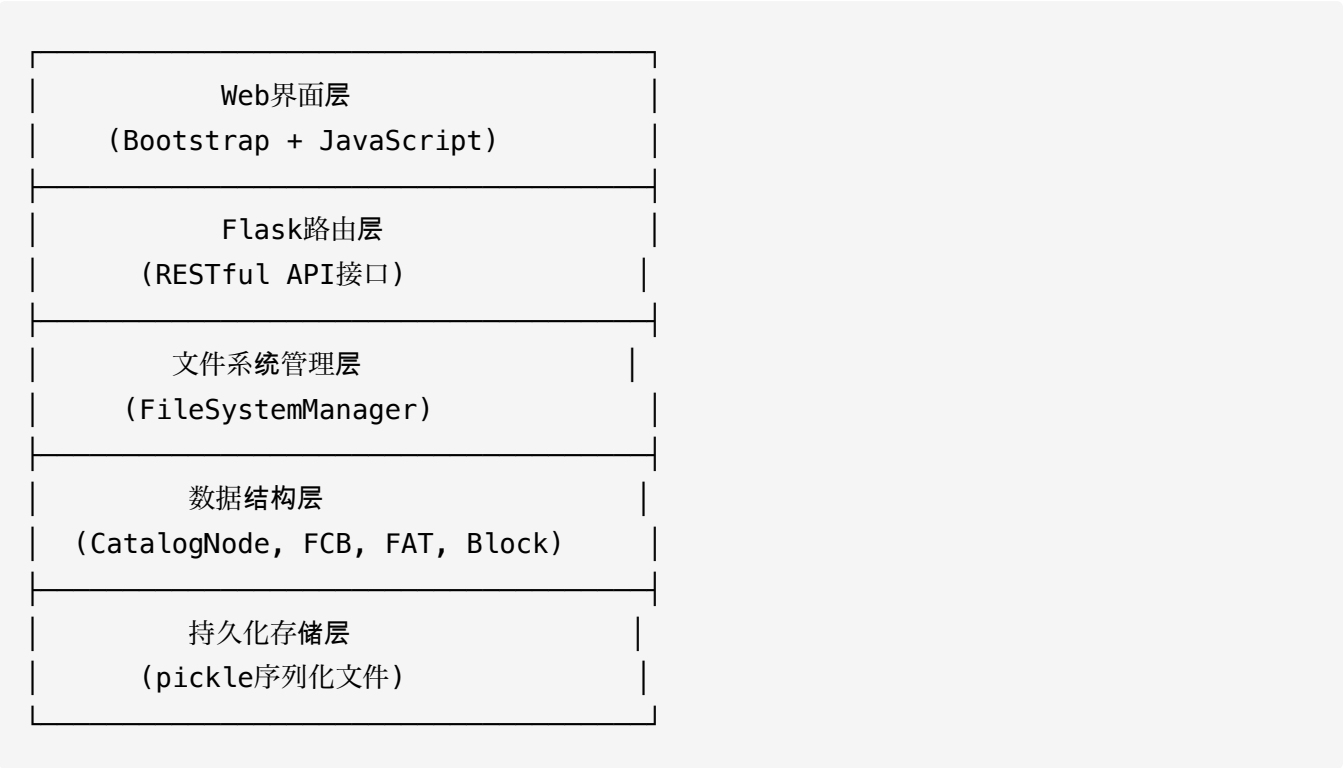 Web界面层
(Bootstrap + JavaScript)
Flask路由层
(RESTful API接口)
文件系统管理层
(FileSystemManager)
数据结构层
(CatalogNode, FCB, FAT, Block)
持久化存储层
(pickle序列化文件)